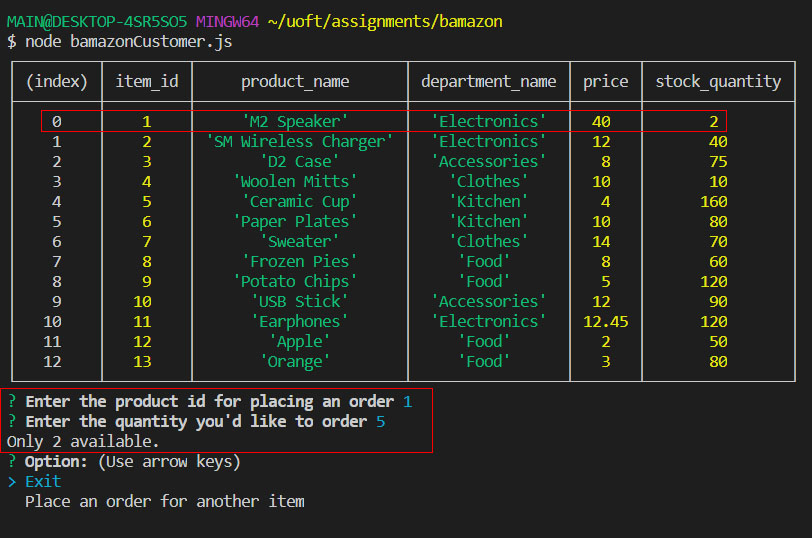 MAIN@DESKTOP-4SR5SO5 MINGW64 ~/uoft/assignments/bamazon
$ node bamazonCustomer.js
(index) item_id product_name department_name price stock_quantity
0 1 'M2 Speaker' 'Electronics' 40 2
1 2 'SM Wireless Charger' 'Electronics' 12 40
2 3 'D2 Case' 'Accessories' 8 75
3 4 'Woolen Mitts' 'Clothes' 10 10
4 5 'Ceramic Cup' 'Kitchen' 4 160
5 6 'Paper Plates' 'Kitchen' 10 80
6 7 'Sweater' 'Clothes' 14 70
7 8 'Frozen Pies' 'Food' 8 60
8 9 'Potato Chips' 'Food' 5 120
9 10 'USB Stick' 'Accessories' 12 90
10 11 'Earphones' 'Electronics' 12.45 120
11 12 'Apple' 'Food' 2 50
12 13 'Orange' 'Food' 3 80
? Enter the product id for placing an order 1
? Enter the quantity you'd like to order 5
Only 2 available.
? Option: (Use arrow keys)
> Exit
Place an order for another item